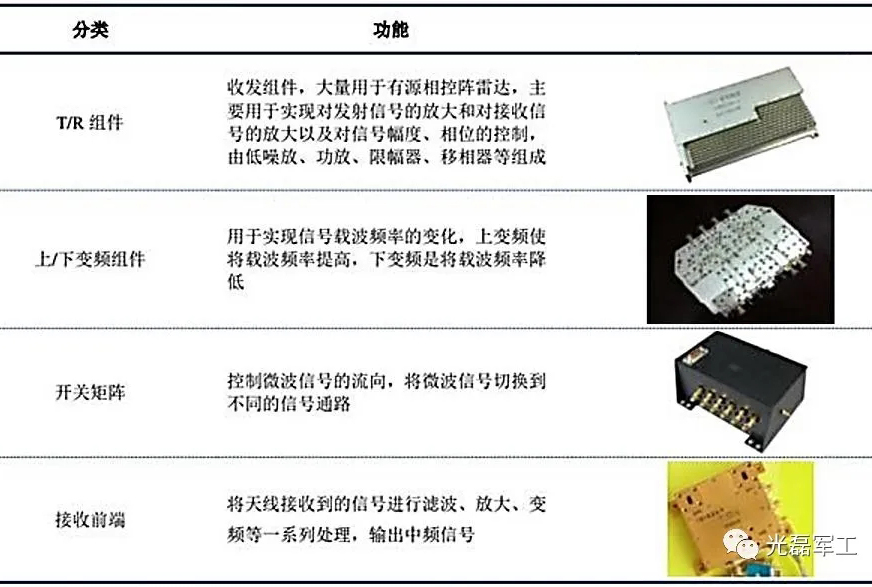 分类
功能
T/R 组件
收发组件，大量用于有源相控阵雷达，主
要用于实现对发射信号的放大和对接收信
号的放大以及对信号幅度、相位的控制，
由低噪放、功放、限幅器、移相器等组成
上/下变频组件
用于实现信号载波频率的变化，上变频使
将载波频率提高，下变频是将载波频率降
低
开关矩阵
控制微波信号的流向，将微波信号切换到
不同的信号通路
接收前端
将天线接收到的信号进行滤波、放大、变
频等一系列处理，输出中频信号
光磊军工